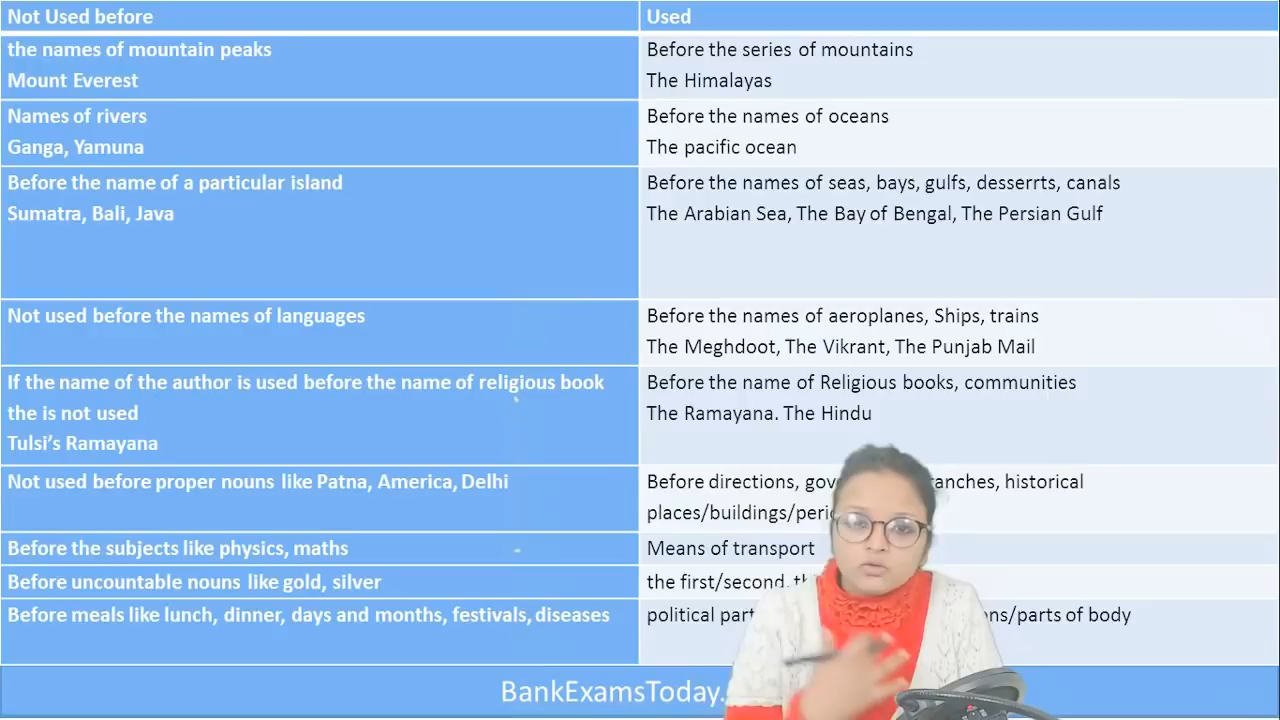 Not Used before
Used
the names of mountain peaks
Mount Everest
Before the series of mountains
The Himalayas
Names of rivers
Ganga, Yamuna
Before the names of oceans
The pacific ocean
Before the name of a particular island
Sumatra, Bali, Java
Before the names of seas, bays, gulfs, desserrts, canals
The Arabian Sea, The Bay of Bengal, The Persian Gulf
Not used before the names of languages
Before the names of aeroplanes, Ships, trains
The Meghdoot, The Vikrant, The Punjab Mail
If the name of the author is used before the name of religious book
the is not used
Tulsi’s Ramayana
Before the name of Religious books, communities
The Ramayana. The Hindu
Not used before proper nouns like Patna, America, Delhi
Before directions, historical
places/buildings/
Before the subjects like physics, maths
Means of transport
Before uncountable nouns like gold, silver
the first/second,
Before meals like lunch, dinner, days and months, festivals, diseases
political /parts of body
BankExamsToday.